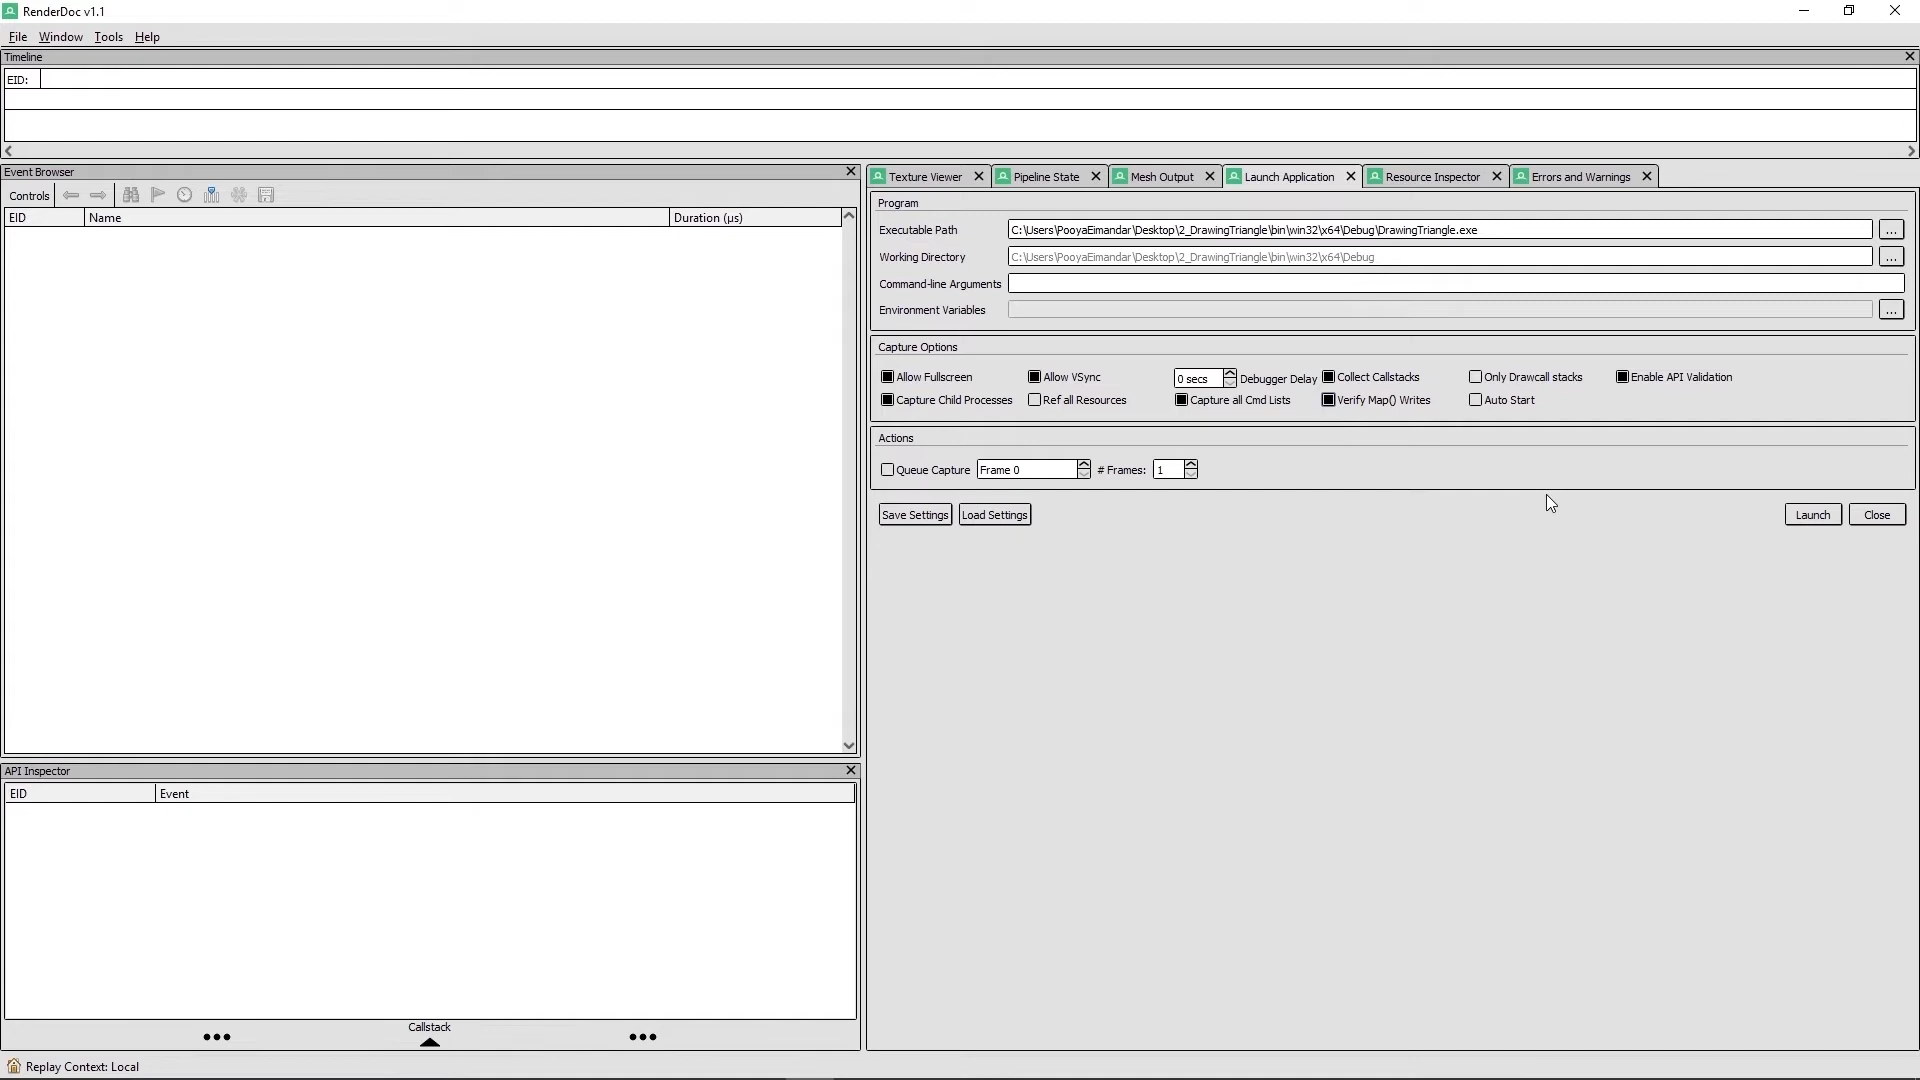 RenderDoc v1.1
File Window Tools Help
Timeline
EID:
Event Browser
Controls
EID Name Duration (µs)
API Inspector
EID Event
Callstack
Texture Viewer Pipeline State Mesh Output Launch Application Resource Inspector Errors and Warnings
Program
Executable Path C:\Users\PooyaEimandar\Desktop\2_DrawingTriangle\bin\win32\x64\Debug\DrawingTriangle.exe ...
Working Directory C:\Users\PooyaEimandar\Desktop\2_DrawingTriangle\bin\win32\x64\Debug ...
Command-line Arguments
Environment Variables ...
Capture Options
Allow Fullscreen Allow VSync 0 secs Debugger Delay Collect Callstacks Only Drawcall stacks Enable API Validation
Capture Child Processes Ref all Resources Capture all Cmd Lists Verify Map() Writes Auto Start
Actions
Queue Capture Frame 0 # Frames: 1
Save Settings Load Settings Launch Close
Replay Context: Local